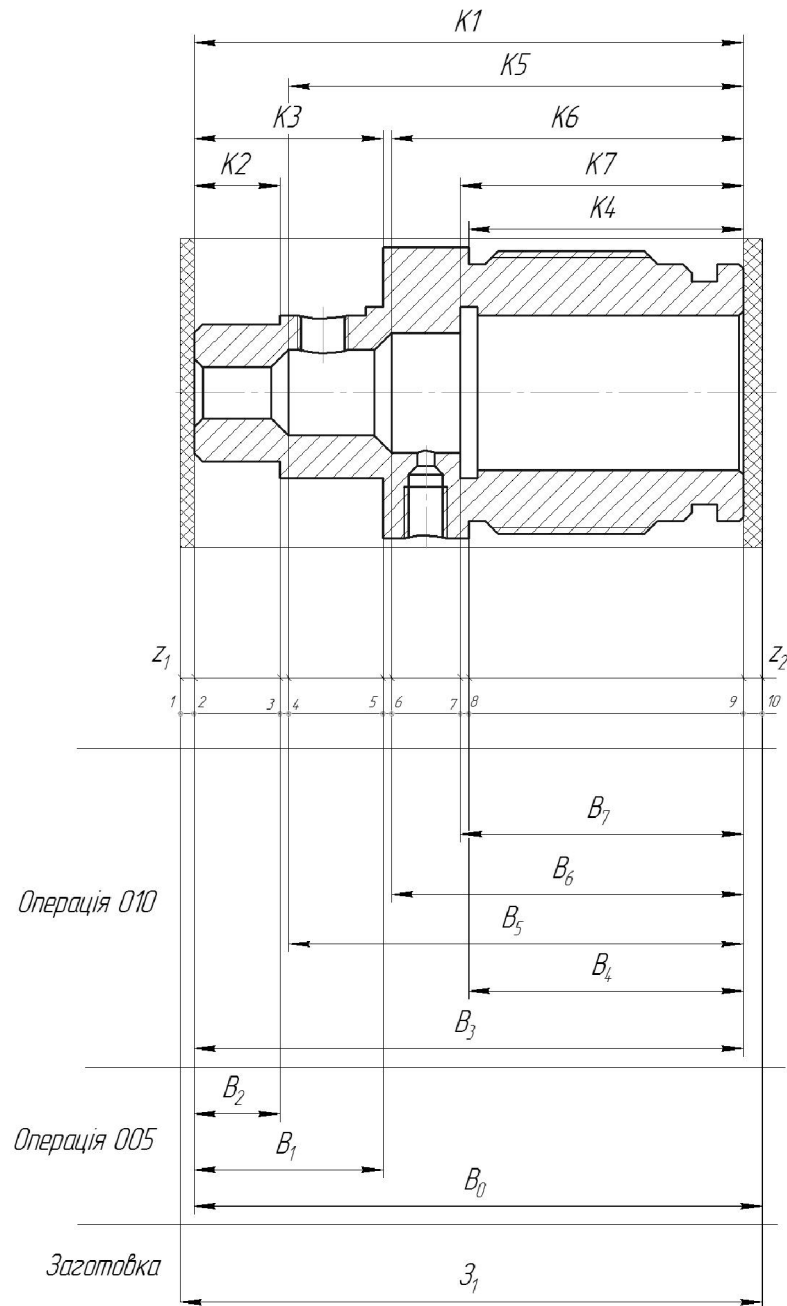 K1
K5
K3 K6
K2 K7
K4
z₁ z₂
1 2 3 4 5 6 7 8 9 10
B₇
B₆
Операція 010
B₅
B₄
B₃
B₂
Операція 005
B₁
B₀
Заготовка
З₁